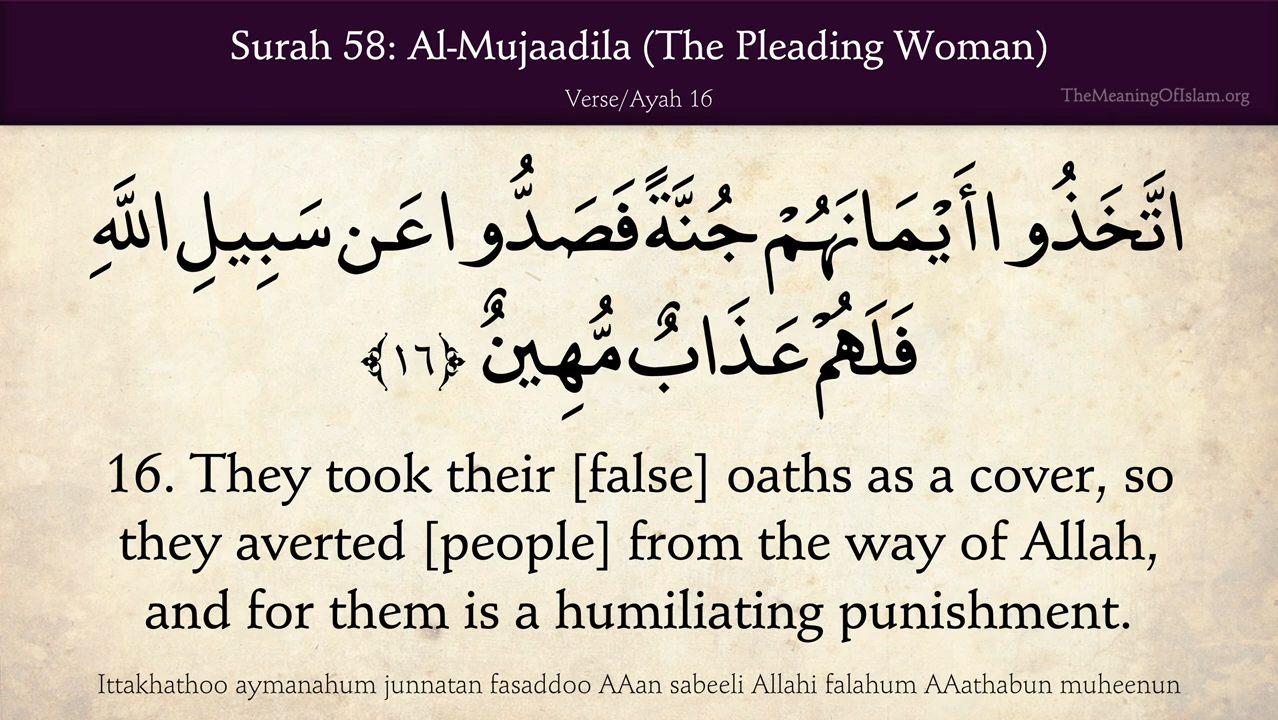 Surah 58: Al-Mujaadila (The Pleading Woman)
Verse/Ayah 16
TheMeaningOfIslam.org
اتَّخَذُوا أَيْمَانَهُمْ جُنَّةً فَصَدُّوا عَن سَبِيلِ اللَّهِ
فَلَهُمْ عَذَابٌ مُّهِينٌ ﴿١٦﴾
16. They took their [false] oaths as a cover, so
they averted [people] from the way of Allah,
and for them is a humiliating punishment.
Ittakhathoo aymanahum junnatan fasaddoo AAan sabeeli Allahi falahum AAathabun muheenun